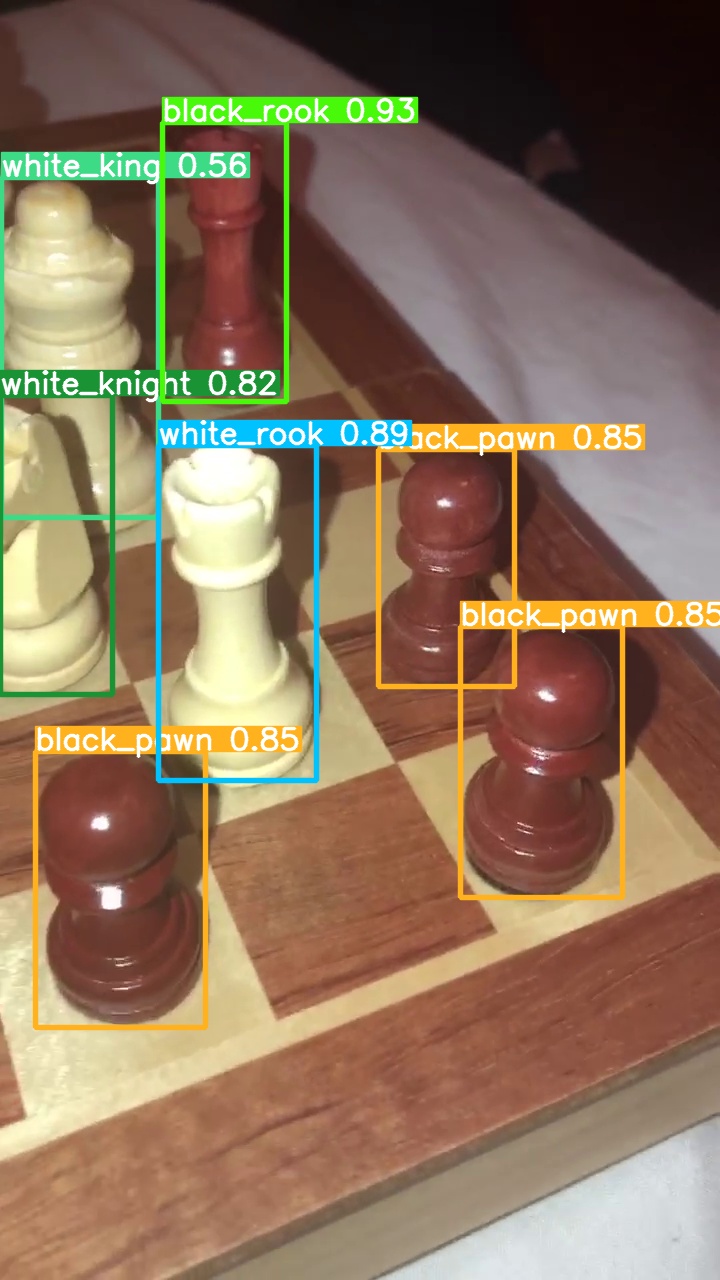 black_rook 0.93
white_king 0.56
white_knight 0.82
white_rook 0.89
ack_pawn 0.85
black_pawn 0.85
black_pawn 0.85